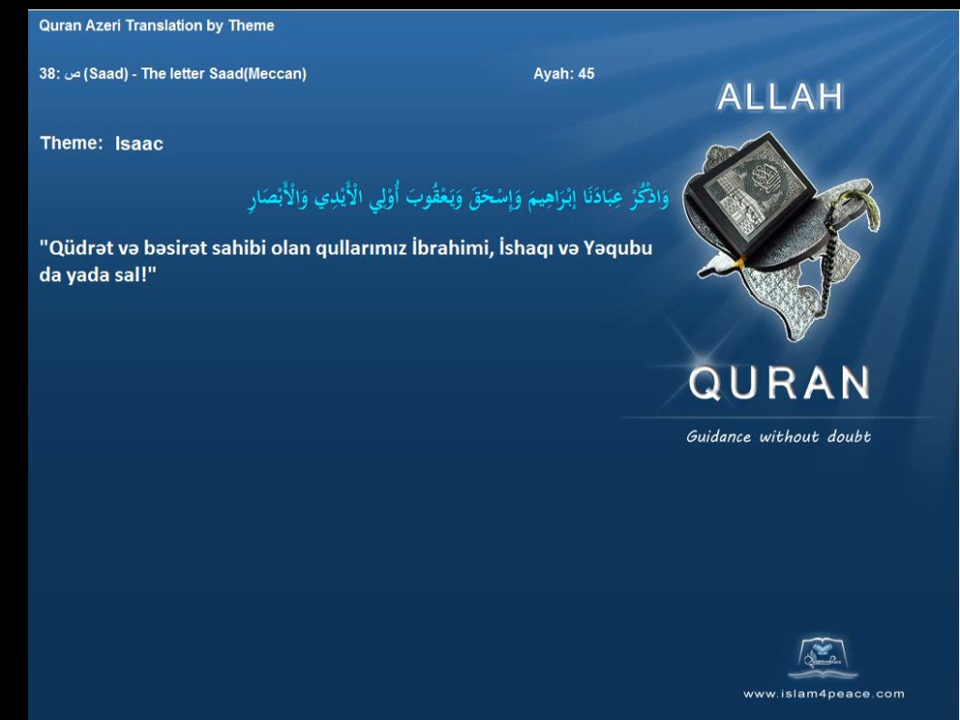 Quran Azeri Translation by Theme
38: ص (Saad) - The letter Saad(Meccan) Ayah: 45
ALLAH
Theme: Isaac
وَاذْكُرْ عِبَادَنَا إبْرَاهِيمَ وَإِسْحَقَ وَيَعْقُوبَ أُوْلِي الْأَيْدِي وَالْأَبْصَارِ
"Qüdrət və bəsirət sahibi olan qullarımız İbrahimi, İshaqı və Yəqubu
da yada sal!"
QURAN
Guidance without doubt
www.islam4peace.com